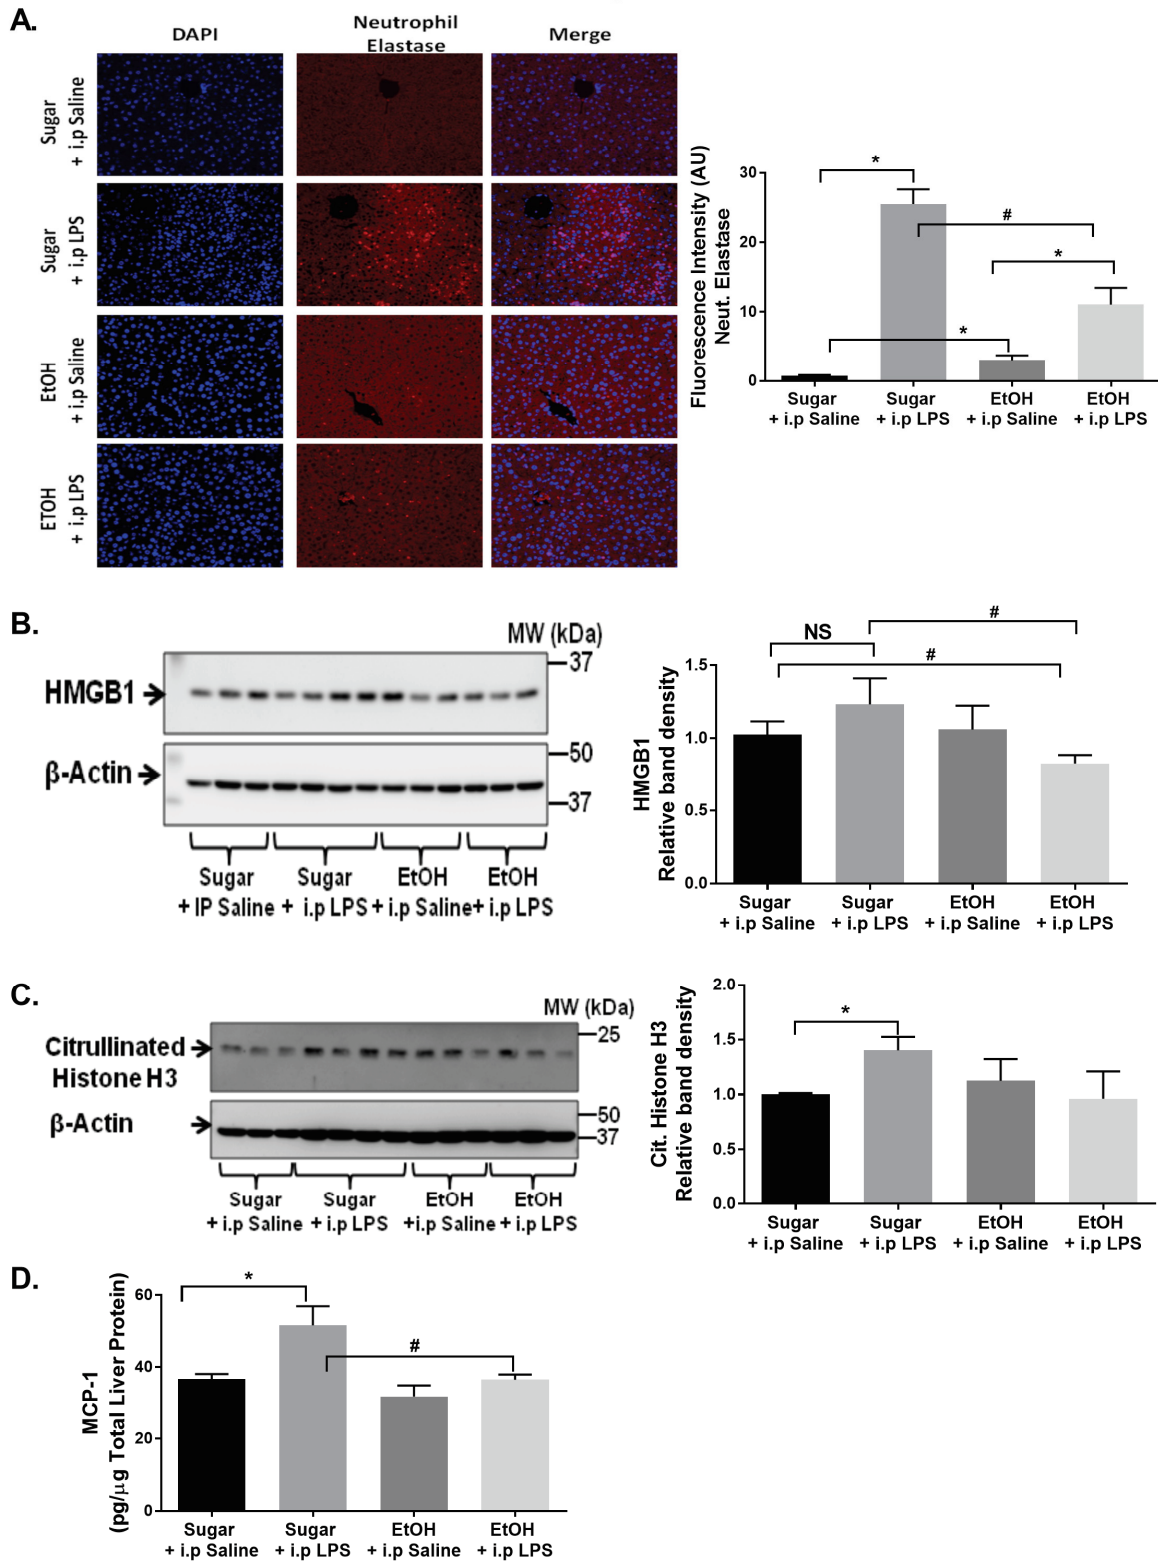 A.
DAPI
Neutrophil
Elastase
Merge
Sugar
+ i.p Saline
Sugar
+ i.p LPS
EtOH
+ i.p Saline
ETOH
+ i.p LPS
Fluorescence Intensity (AU)
Neut. Elastase
30
20
10
0
*
#
*
*
Sugar
+ i.p Saline
Sugar
+ i.p LPS
EtOH
+ i.p Saline
EtOH
+ i.p LPS
B.
MW (kDa)
37
HMGB1
50
β-Actin
37
Sugar
+ IP Saline
Sugar
+ i.p LPS
EtOH
+ i.p Saline
EtOH
+ i.p LPS
HMGB1
Relative band density
1.5
1.0
0.5
0.0
#
NS
#
Sugar
+ i.p Saline
Sugar
+ i.p LPS
EtOH
+ i.p Saline
EtOH
+ i.p LPS
C.
MW (kDa)
25
Citrullinated
Histone H3
50
β-Actin
37
Sugar
+ i.p Saline
Sugar
+ i.p LPS
EtOH
+i.p Saline
EtOH
+ i.p LPS
Cit. Histone H3
Relative band density
2.0
1.5
1.0
0.5
0.0
*
Sugar
+ i.p Saline
Sugar
+ i.p LPS
EtOH
+ i.p Saline
EtOH
+ i.p LPS
D.
MCP-1
(pg/μg Total Liver Protein)
60
40
20
0
*
#
Sugar
+ i.p Saline
Sugar
+ i.p LPS
EtOH
+ i.p Saline
EtOH
+ i.p LPS